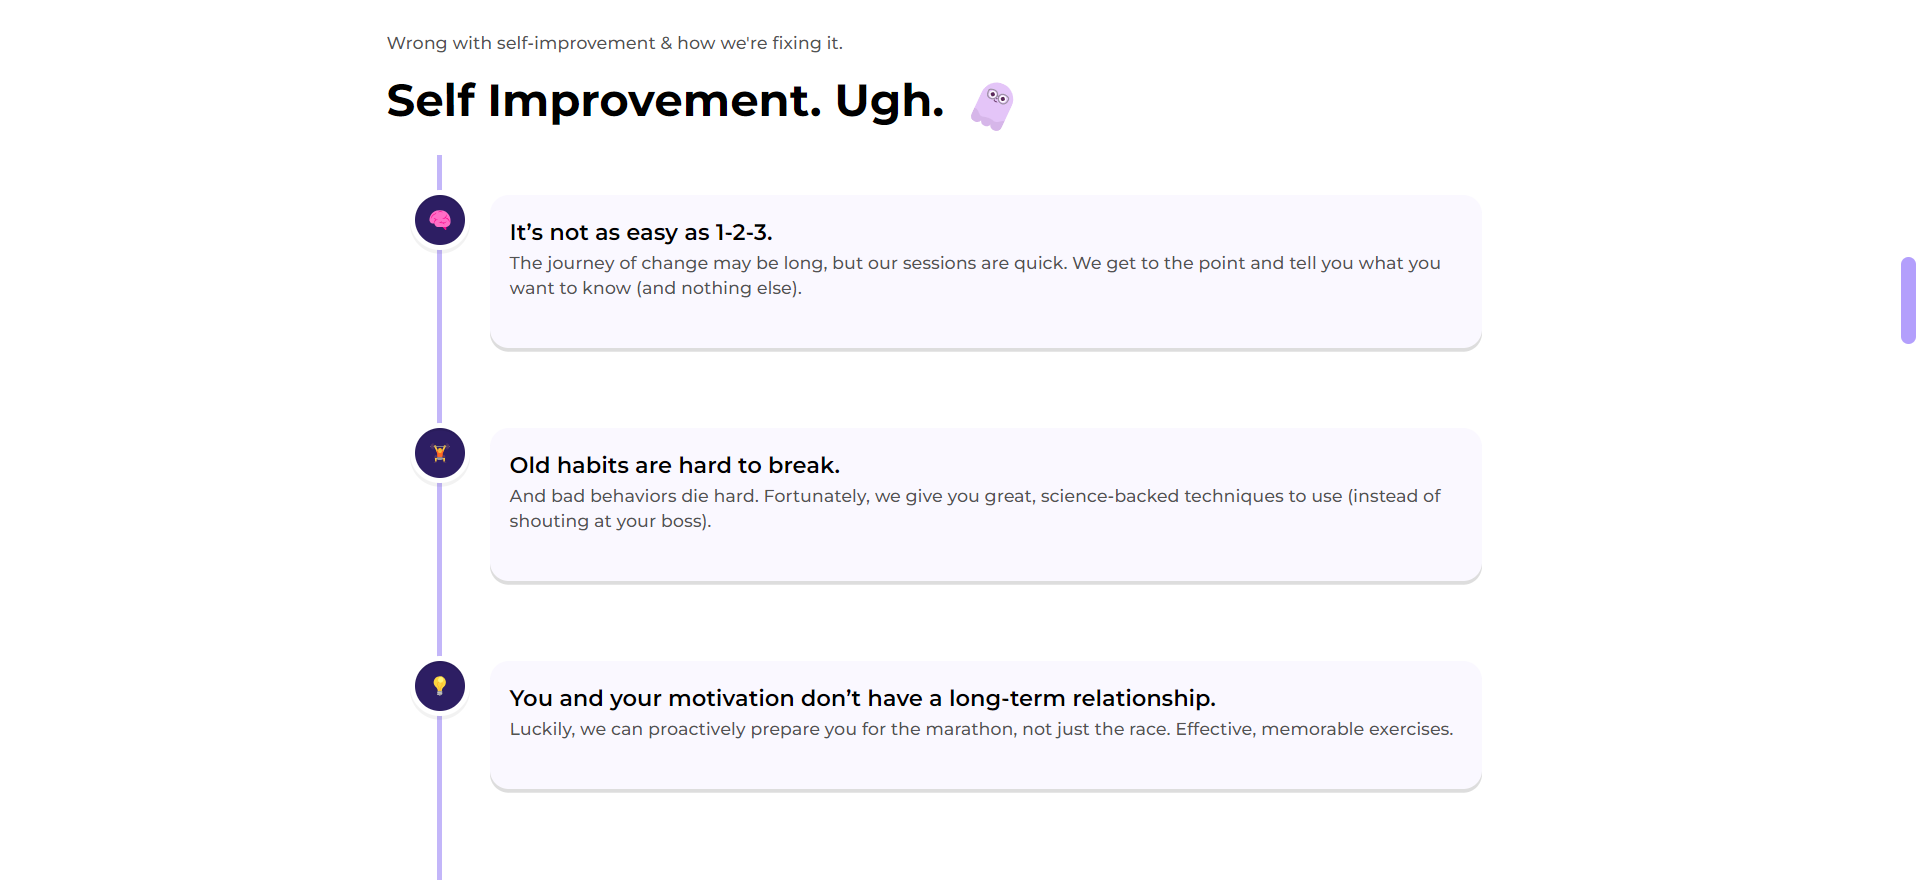 Wrong with self-improvement & how we're fixing it.
Self Improvement. Ugh.
It’s not as easy as 1-2-3.
The journey of change may be long, but our sessions are quick. We get to the point and tell you what you
want to know (and nothing else).
Old habits are hard to break.
And bad behaviors die hard. Fortunately, we give you great, science-backed techniques to use (instead of
shouting at your boss).
You and your motivation don’t have a long-term relationship.
Luckily, we can proactively prepare you for the marathon, not just the race. Effective, memorable exercises.